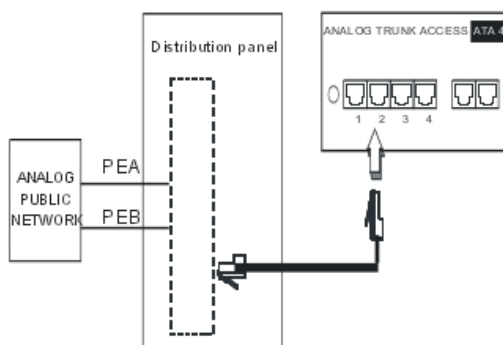 Distribution panel
ANALOG TRUNK ACCESS ATA 4
1 2 3 4
PEA
ANALOG
PUBLIC
NETWORK
PEB